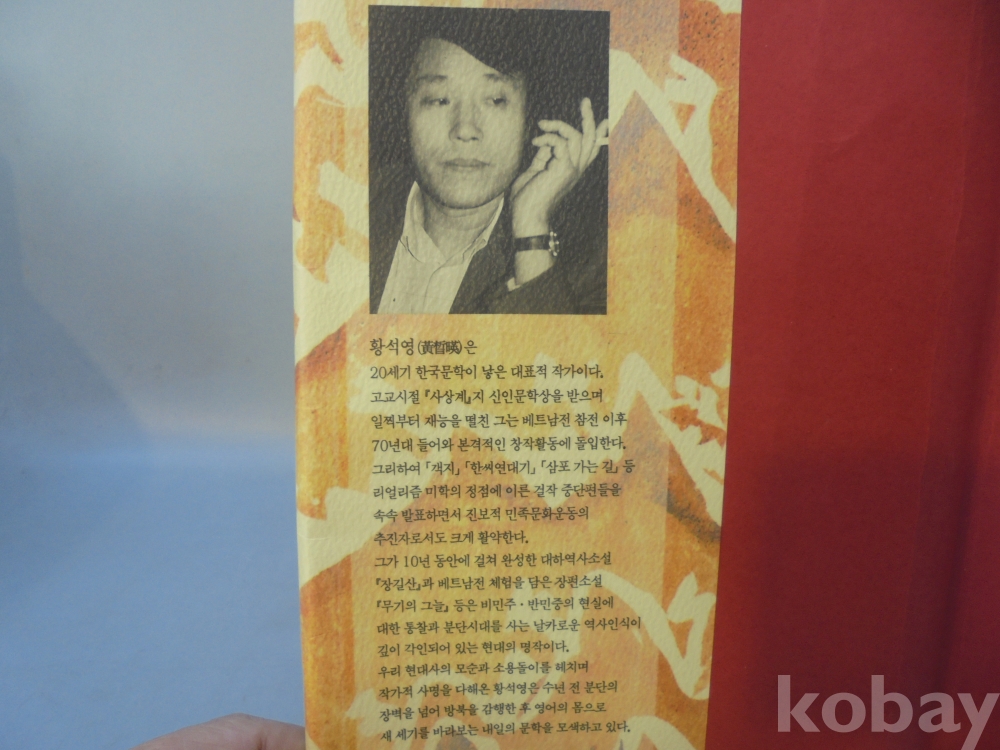 황석영(黃晳暎)은
20세기 한국문학이 낳은 대표적 작가이다.
고교시절 『사상계』지 신인문학상을 받으며
일찍부터 재능을 떨친 그는 베트남전 참전 이후
70년대 들어와 본격적인 창작활동에 돌입한다.
그리하여 「객지」 「한씨연대기」 「삼포 가는 길」 등
리얼리즘 미학의 정점에 이른 걸작 중단편들을
속속 발표하면서 진보적 민족문화운동의
추진자로서도 크게 활약한다.
그가 10년 동안에 걸쳐 완성한 대하역사소설
『장길산』과 베트남전 체험을 담은 장편소설
『무기의 그늘』 등은 비민주·반민중의 현실에
대한 통찰과 분단시대를 사는 날카로운 역사인식이
깊이 각인되어 있는 현대의 명작이다.
우리 현대사의 모순과 소용돌이를 헤치며
작가적 사명을 다해온 황석영은 수년 전 분단의
장벽을 넘어 방북을 감행한 후 영어의 몸으로
새 세기를 바라보는 내일의 문학을 모색하고 있다.
kobay